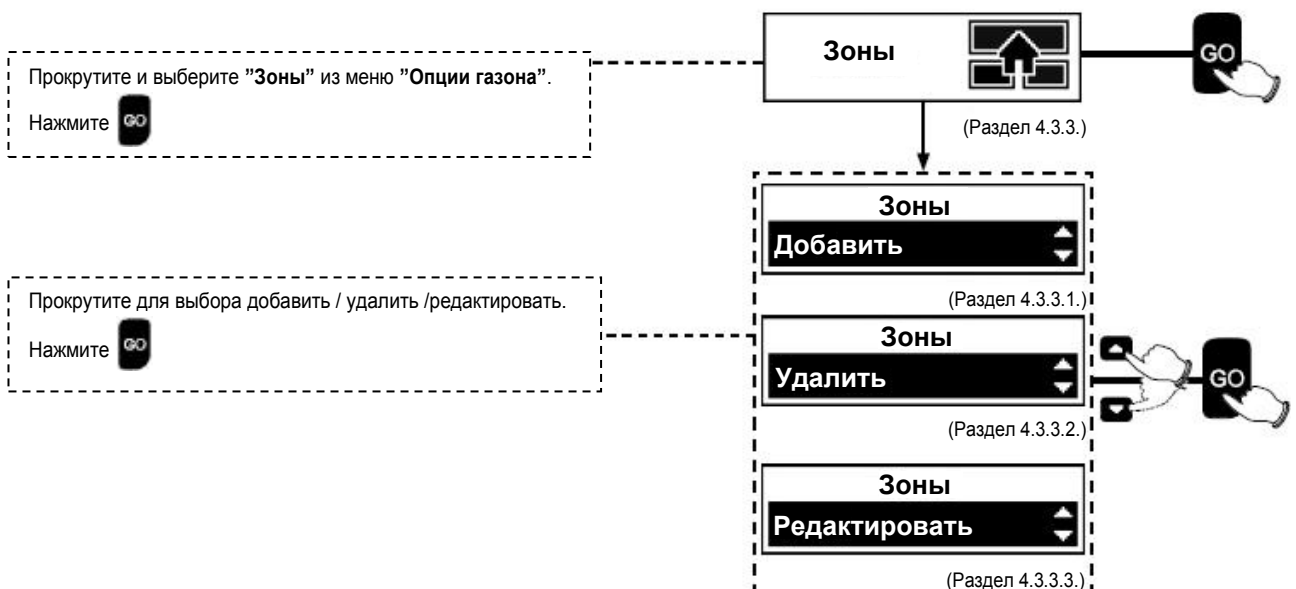 Зоны
GO
Прокрутите и выберите ”Зоны” из меню ”Опции газона”.
Нажмите GO
(Раздел 4.3.3.)
Зоны
Добавить
(Раздел 4.3.3.1.)
Прокрутите для выбора добавить / удалить /редактировать.
Нажмите GO
Зоны
Удалить
GO
(Раздел 4.3.3.2.)
Зоны
Редактировать
(Раздел 4.3.3.3.)